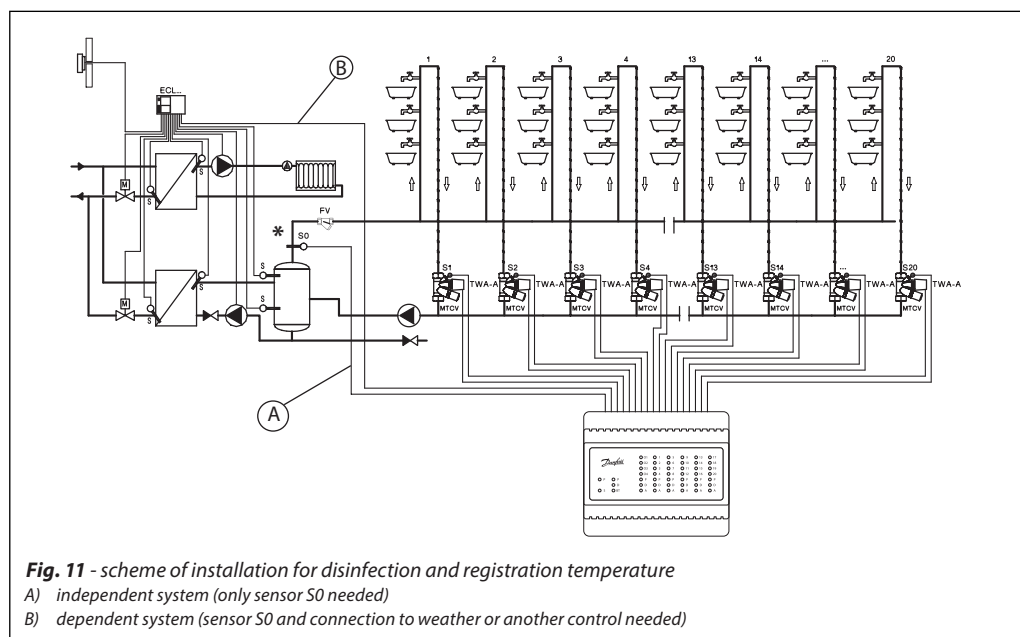 1 2 3 4 13 14 ... 20
B
ECL...
M S S
FV
* S0
S
M S S
S
S1 S2 S3 S4 S13 S14 ... S20
TWA-A TWA-A TWA-A TWA-A TWA-A TWA-A TWA-A TWA-A
MTCV MTCV MTCV MTCV MTCV MTCV MTCV MTCV
A
Danfoss
Fig. 11 - scheme of installation for disinfection and registration temperature
A) independent system (only sensor S0 needed)
B) dependent system (sensor S0 and connection to weather or another control needed)